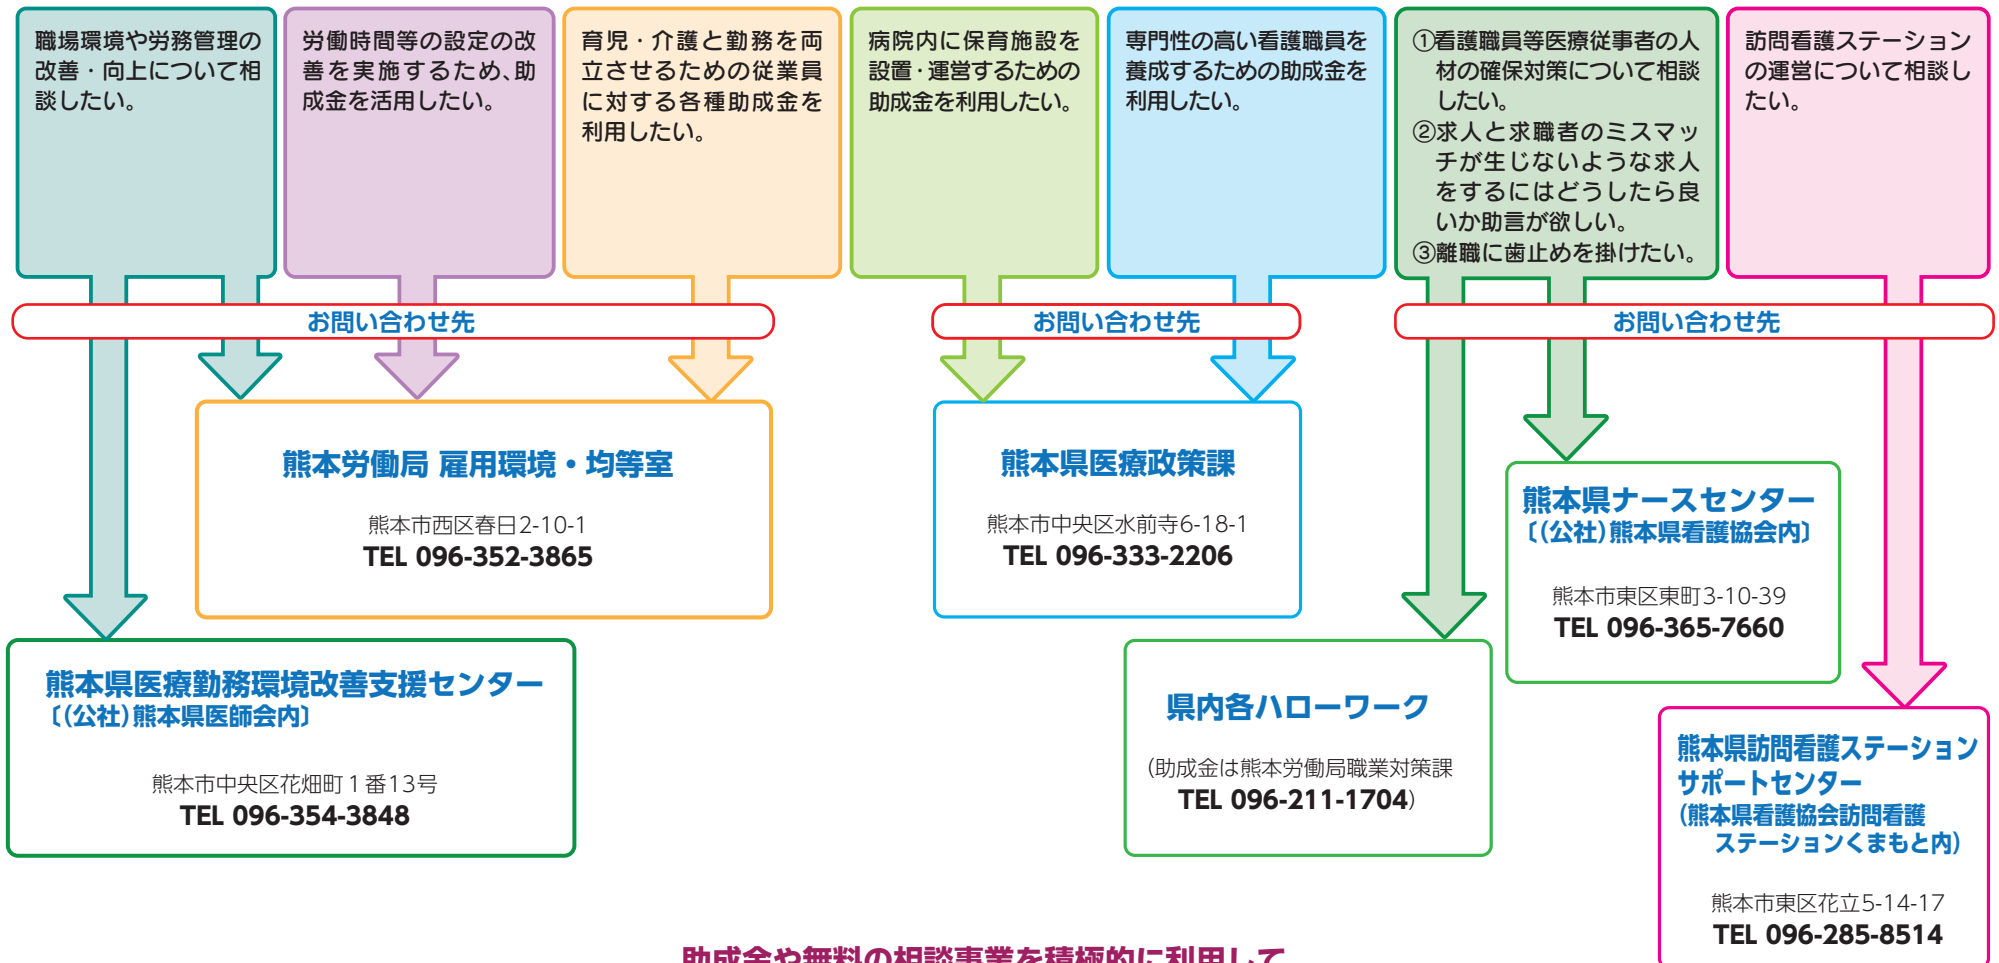 職場環境や労務管理の
改善・向上について相
談したい。
労働時間等の設定の改
善を実施するため、助
成金を活用したい。
育児・介護と勤務を両
立させるための従業員
に対する各種助成金を
利用したい。
病院内に保育施設を
設置・運営するための
助成金を利用したい。
専門性の高い看護職員を
養成するための助成金を
利用したい。
①看護職員等医療従事者の人
材の確保対策について相談
したい。
②求人と求職者のミスマッ
チが生じないような求人
をするにはどうしたら良
いか助言が欲しい。
③離職に歯止めを掛けたい。
訪問看護ステーション
の運営について相談し
たい。
お問い合わせ先
お問い合わせ先
お問い合わせ先
熊本労働局 雇用環境・均等室
熊本市西区春日2-10-1
TEL 096-352-3865
熊本県医療政策課
熊本市中央区水前寺6-18-1
TEL 096-333-2206
熊本県ナースセンター
〔(公社)熊本県看護協会内〕
熊本市東区東町3-10-39
TEL 096-365-7660
熊本県医療勤務環境改善支援センター
〔(公社)熊本県医師会内〕
熊本市中央区花畑町1番13号
TEL 096-354-3848
県内各ハローワーク
(助成金は熊本労働局職業対策課
TEL 096-211-1704)
熊本県訪問看護ステーション
サポートセンター
(熊本県看護協会訪問看護
ステーションくまもと内)
熊本市東区花立5-14-17
TEL 096-285-8514
助成金や無料の相談事業を積極的に利用して